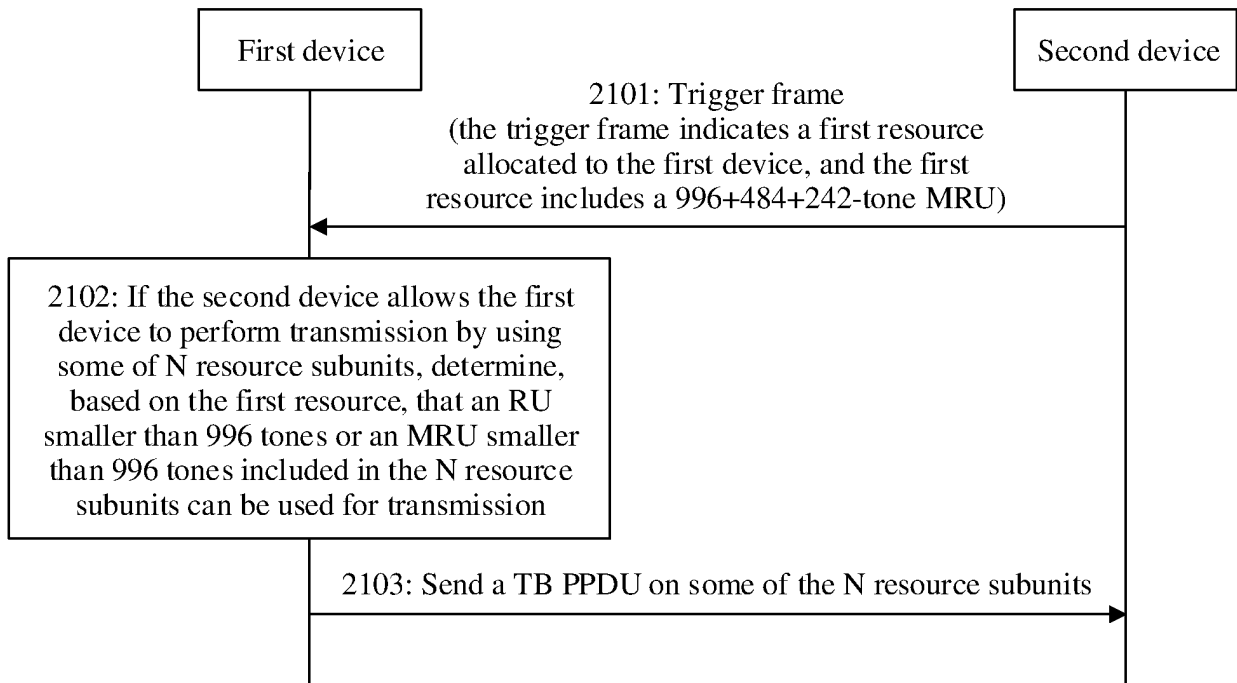 First device
Second device
2101: Trigger frame
(the trigger frame indicates a first resource
allocated to the first device, and the first
resource includes a 996+484+242-tone MRU)
2102: If the second device allows the first
device to perform transmission by using
some of N resource subunits, determine,
based on the first resource, that an RU
smaller than 996 tones or an MRU smaller
than 996 tones included in the N resource
subunits can be used for transmission
2103: Send a TB PPDU on some of the N resource subunits